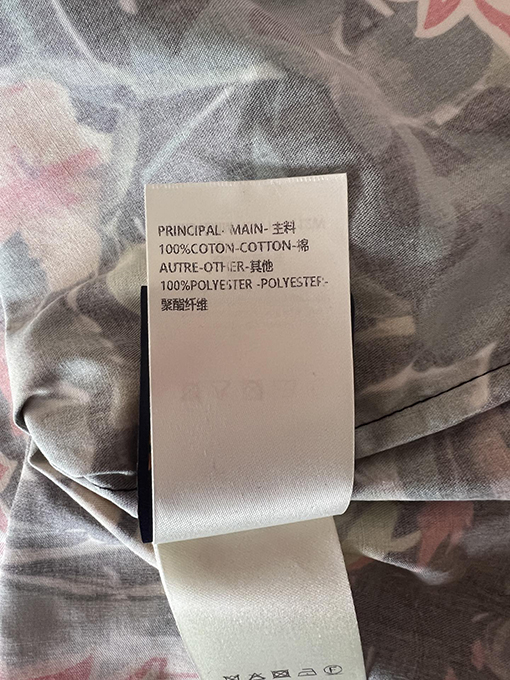 PRINCIPAL- MAIN- 主料
100%COTON-COTTON-棉
AUTRE-OTHER-其他
100%POLYESTER -POLYESTER-
聚酯纤维